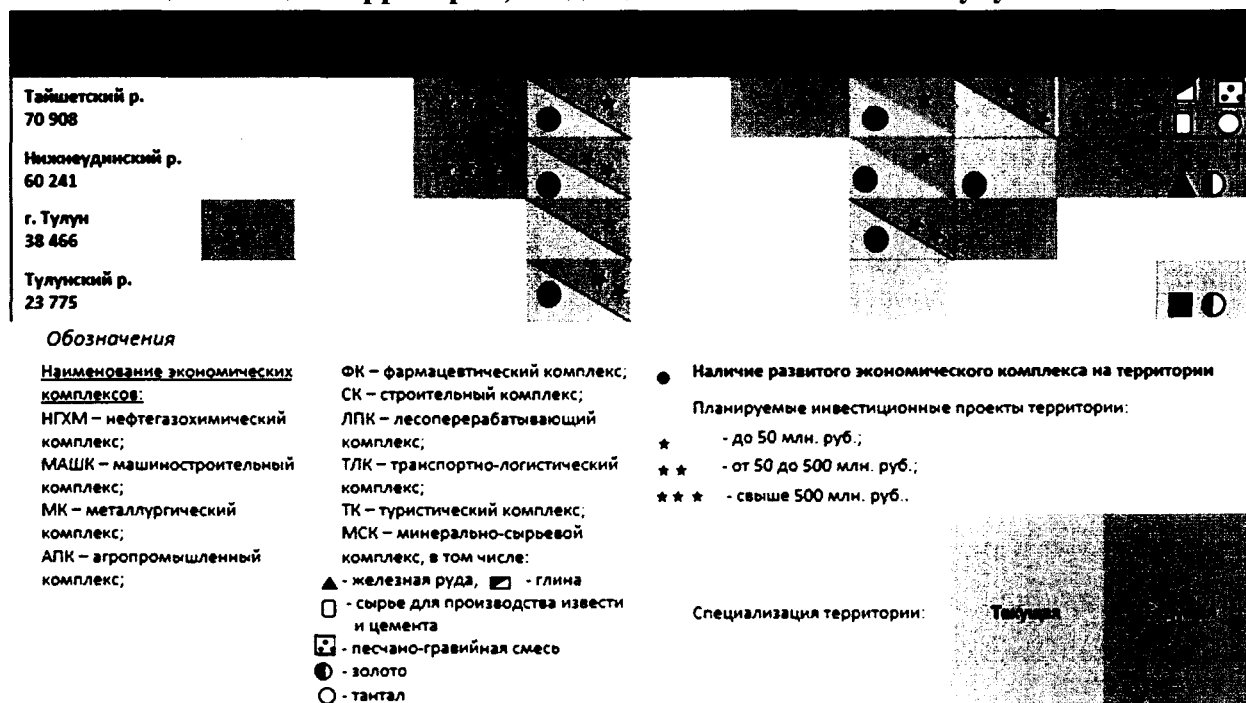 Тайшетский р.
70 908
Нижнеудинский р.
60 241
г. Тулун
38 466
Тулунский р.
23 775
Обозначения
Наименование экономических
комплексов:
НГХМ – нефтегазохимический
комплекс;
МАШК – машиностроительный
комплекс;
МК – металлургический
комплекс;
АПК – агропромышленный
комплекс;
ФК – фармацевтический комплекс;
СК – строительный комплекс;
ЛПК – лесоперерабатывающий
комплекс;
ТЛК – транспортно-логистический
комплекс;
ТК – туристический комплекс;
МСК – минерально-сырьевой
комплекс, в том числе:
- железная руда, - глина
- сырье для производства извести
и цемента
- песчано-гравийная смесь
- золото
- тантал
Наличие развитого экономического комплекса на территории
Планируемые инвестиционные проекты территории:
- до 50 млн. руб.;
- от 50 до 500 млн. руб.;
- свыше 500 млн. руб..
Специализация территории:
Текущая